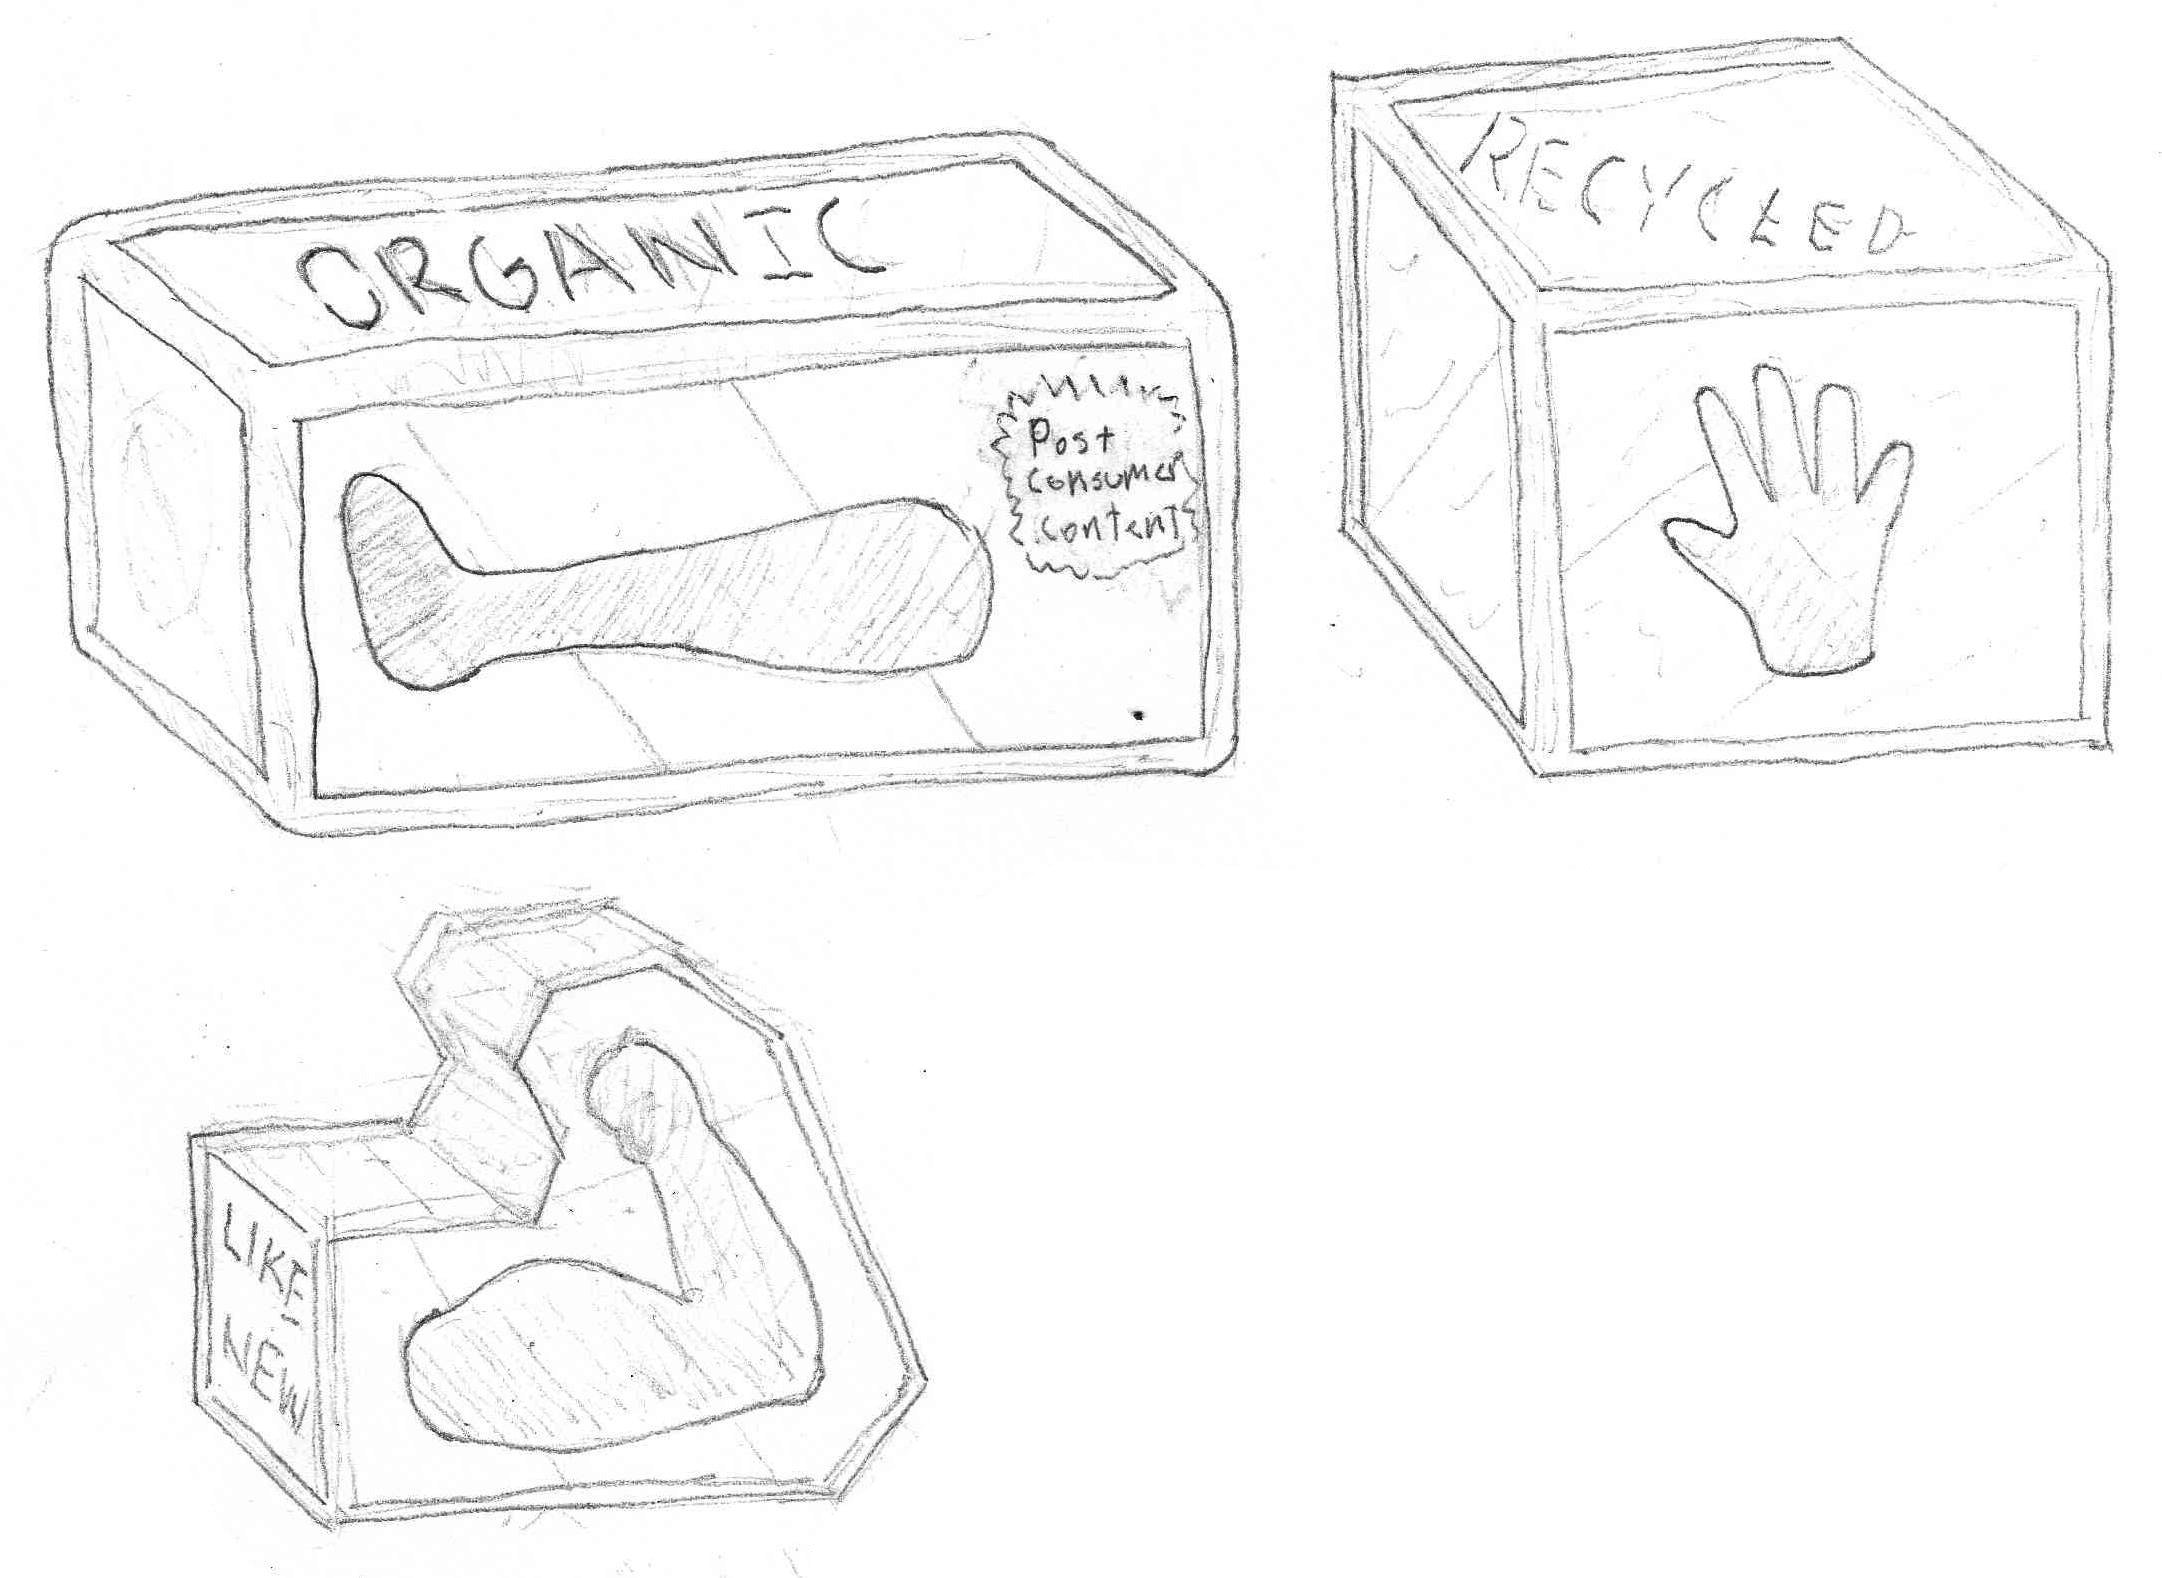 ORGANIC
Post
consumer
content
RECYCLED
LIKE
NEW